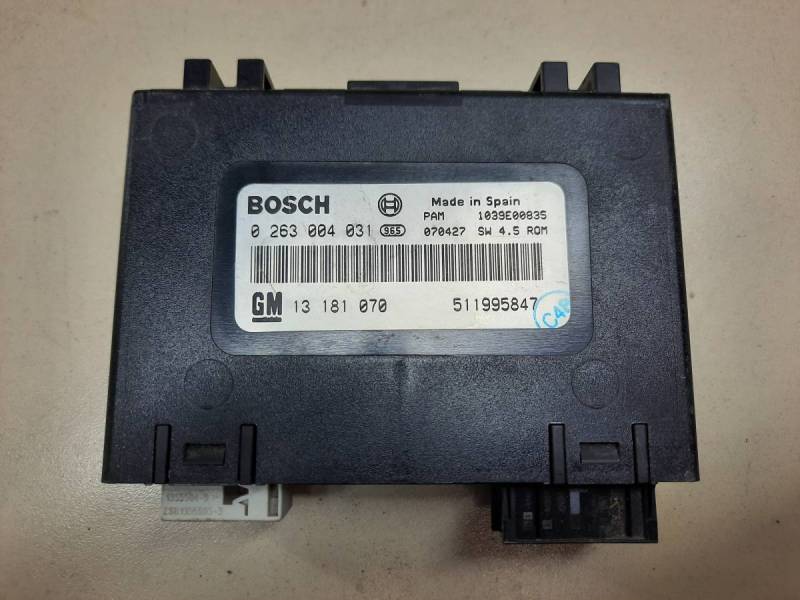 BOSCH Made in Spain
PAM 1039E00835
0 263 004 031 965 070427 SW 4.5 ROM
GM 13 181 070 511995847
C4B